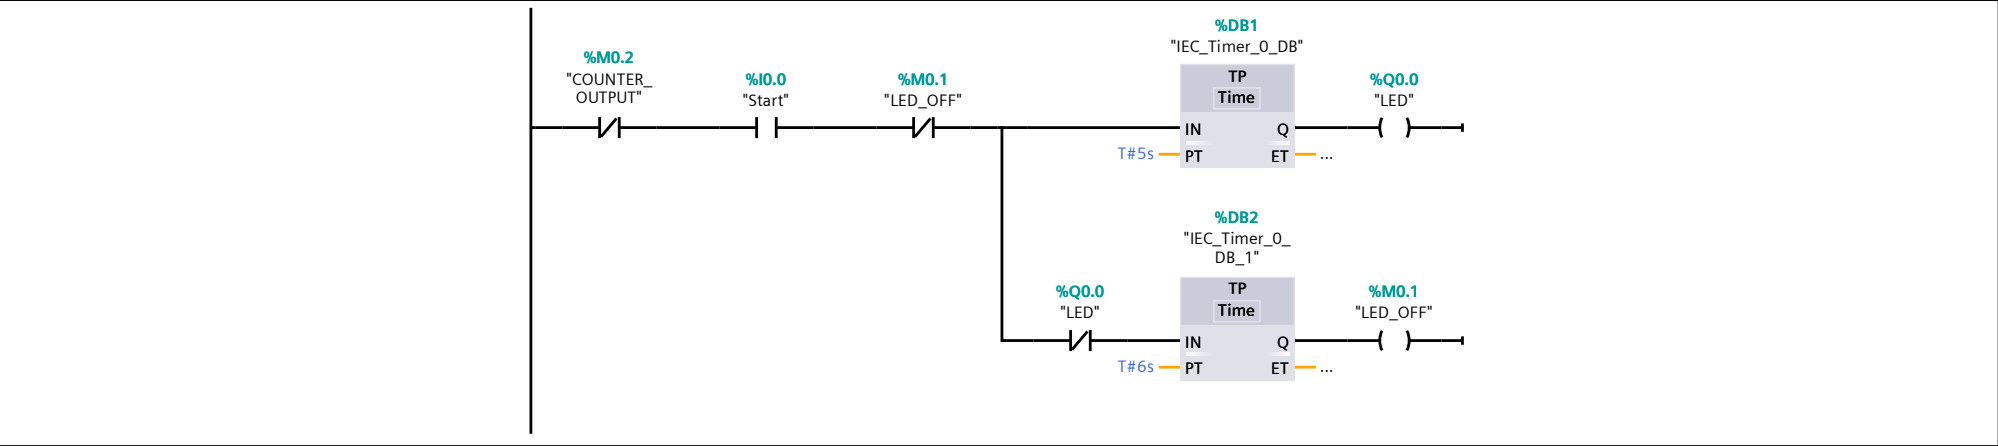 %DB1
"IEC_Timer_0_DB"
%M0.2
"COUNTER_
OUTPUT"
%I0.0
"Start"
%M0.1
"LED_OFF"
TP
Time
%Q0.0
"LED"
IN
Q
T#5s
PT
ET
...
%DB2
"IEC_Timer_0_
DB_1"
%Q0.0
"LED"
TP
Time
%M0.1
"LED_OFF"
IN
Q
T#6s
PT
ET
...